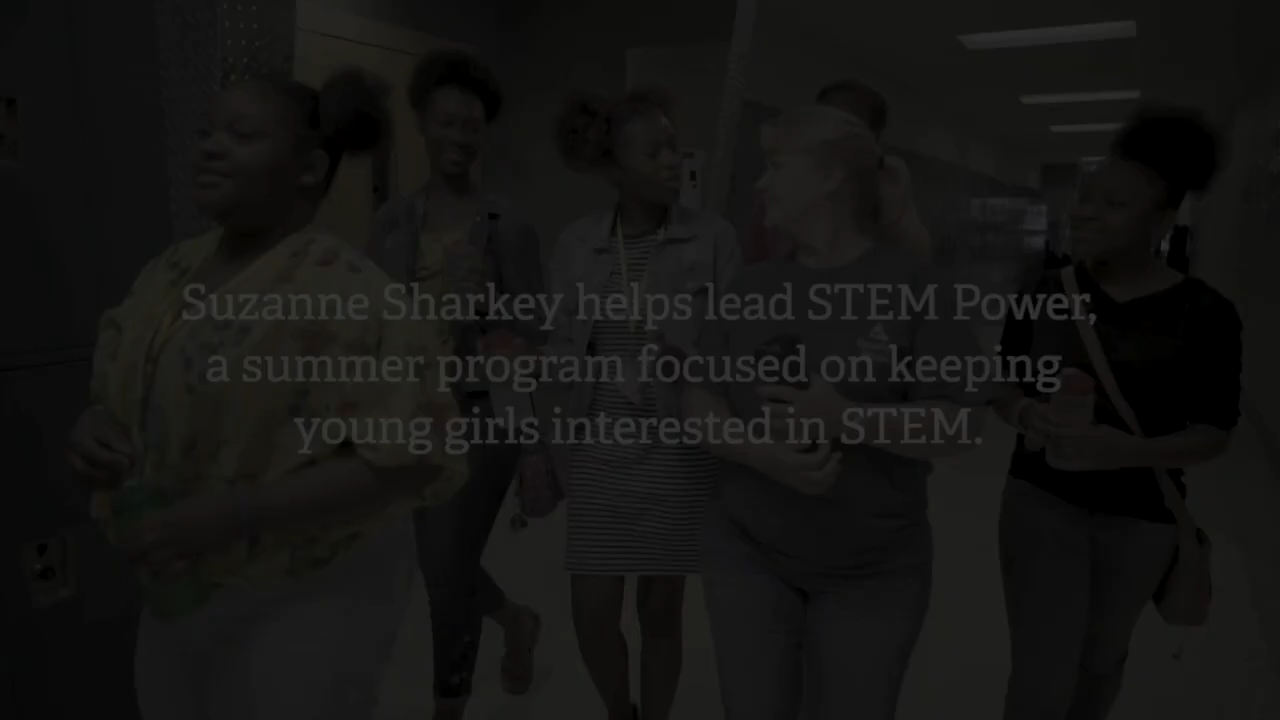 Suzanne Sharkey helps lead STEM Power,
a summer program focused on keeping
young girls interested in STEM.